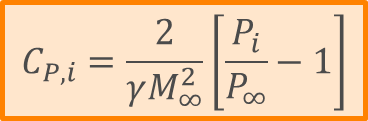 C_{P,i} = \frac{2}{\gamma M_\infty^2} \left[ \frac{P_i}{P_\infty} - 1 \right]